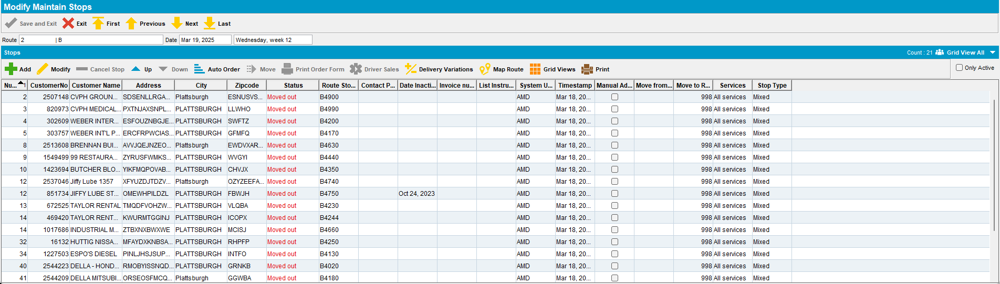 Modify Maintain Stops
Save and Exit Exit First Previous Next Last
Route 2 | B Date Mar 19, 2025 Wednesday, week 12
Stops Count : 21 Grid View All
Add Modify Cancel Stop Up Down Auto Order Move Print Order Form Driver Sales Delivery Variations Map Route Grid Views Print Only Active
Nu... 1 CustomerNo Customer Name Address City Zipcode Status Route Sto... Contact P... Date Inacti... Invoice nu... List Instru... System U... Timestamp Manual Ad... Move from... Move to R... Services Stop Type
2 2507148 CVPH GROUN... SDSENLLRGA... Plattsburgh ESNUSVS... Moved out B4900 AMD Mar 18, 20... 998 All services Mixed
3 820973 CVPH MEDICAL... PXTNJAXSNPL... PLATTSBURGH LLWHO Moved out B4990 AMD Mar 18, 20... 998 All services Mixed
4 302609 WEBER INTER... ESFOUZNBGJE... PLATTSBURGH SWFTZ Moved out B4200 AMD Mar 18, 20... 998 All services Mixed
5 303757 WEBER INT'L P... ERCFRPWCIAS... PLATTSBURGH GFMFQ Moved out B4170 AMD Mar 18, 20... 998 All services Mixed
8 2513608 BRENNAN BUI... AVVJQEJNZEO... Plattsburgh EWDVXAR... Moved out B4630 AMD Mar 18, 20... 998 All services Mixed
9 1549499 99 RESTAURA... ZYRUSFWMKS... PLATTSBURGH WVGYI Moved out B4440 AMD Mar 18, 20... 998 All services Mixed
10 1423694 BUTCHER BLO... YIKFMQPOVAB... PLATTSBURGH CHVJX Moved out B4350 AMD Mar 18, 20... 998 All services Mixed
12 2537046 Jiffy Lube 1357 XFYUZDJTDZV... Plattsburgh OZYZEEFA... Moved out B4740 AMD Mar 18, 20... 998 All services Mixed
12 851734 JIFFY LUBE ST... OMEWHPILDZL PLATTSBURGH FBWJH Moved out B4750 Oct 24, 2023 AMD Mar 18, 20... 998 All services Mixed
13 672525 TAYLOR RENTAL TMQDFVOHZW... PLATTSBURGH VLQBA Moved out B4230 AMD Mar 18, 20... 998 All services Mixed
14 469420 TAYLOR RENT... KWURMTGGINJ PLATTSBURGH ICOPX Moved out B4244 AMD Mar 18, 20... 998 All services Mixed
14 1017686 INDUSTRIAL M... ZTBXNXBWXWE PLATTSBURGH MCISJ Moved out B4660 AMD Mar 18, 20... 998 All services Mixed
32 16132 HUTTIG NISSA... MFAYDXKNBSA... PLATTSBURGH RHPFP Moved out B4250 AMD Mar 18, 20... 998 All services Mixed
34 1227503 ESPO'S DIESEL PINLJHSJSUP... PLATTSBURGH INTFO Moved out B4130 AMD Mar 18, 20... 998 All services Mixed
40 2544223 DELLA - HOND... RMOBYISSNQD... PLATTSBURGH GRNKB Moved out B4020 AMD Mar 18, 20... 998 All services Mixed
41 2544209 DELLA MITSUBI... ORSEOSFMCQ... Plattsburgh GGWBA Moved out B4180 AMD Mar 18, 20... 998 All services Mixed